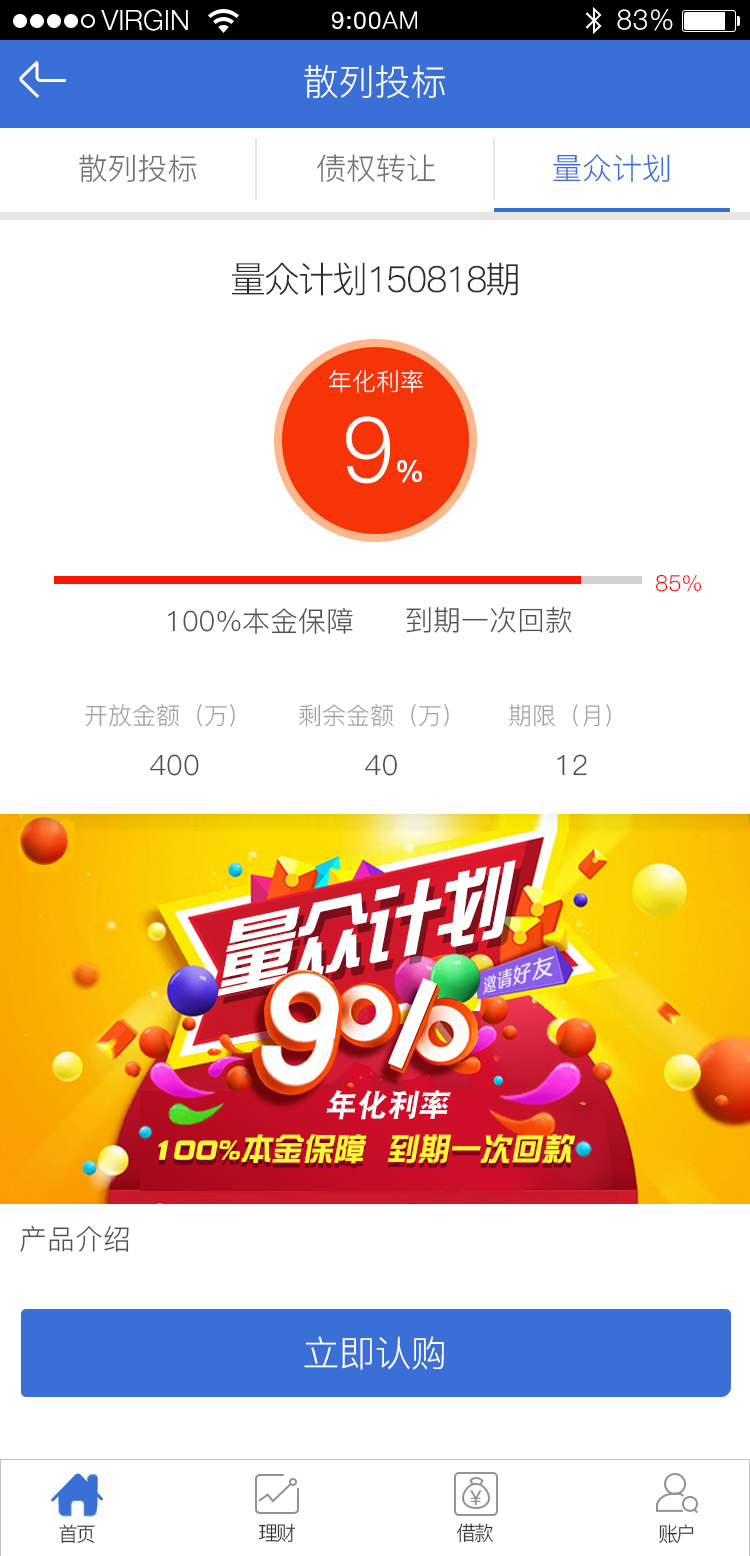 VIRGIN 9:00AM 83%
散列投标
散列投标 债权转让 量众计划
量众计划150818期
年化利率
9%
85%
100%本金保障 到期一次回款
开放金额（万） 剩余金额（万） 期限（月）
400 40 12
量众计划
邀请好友
9%
年化利率
100%本金保障 到期一次回款
产品介绍
立即认购
¥
首页 理财 借款 账户